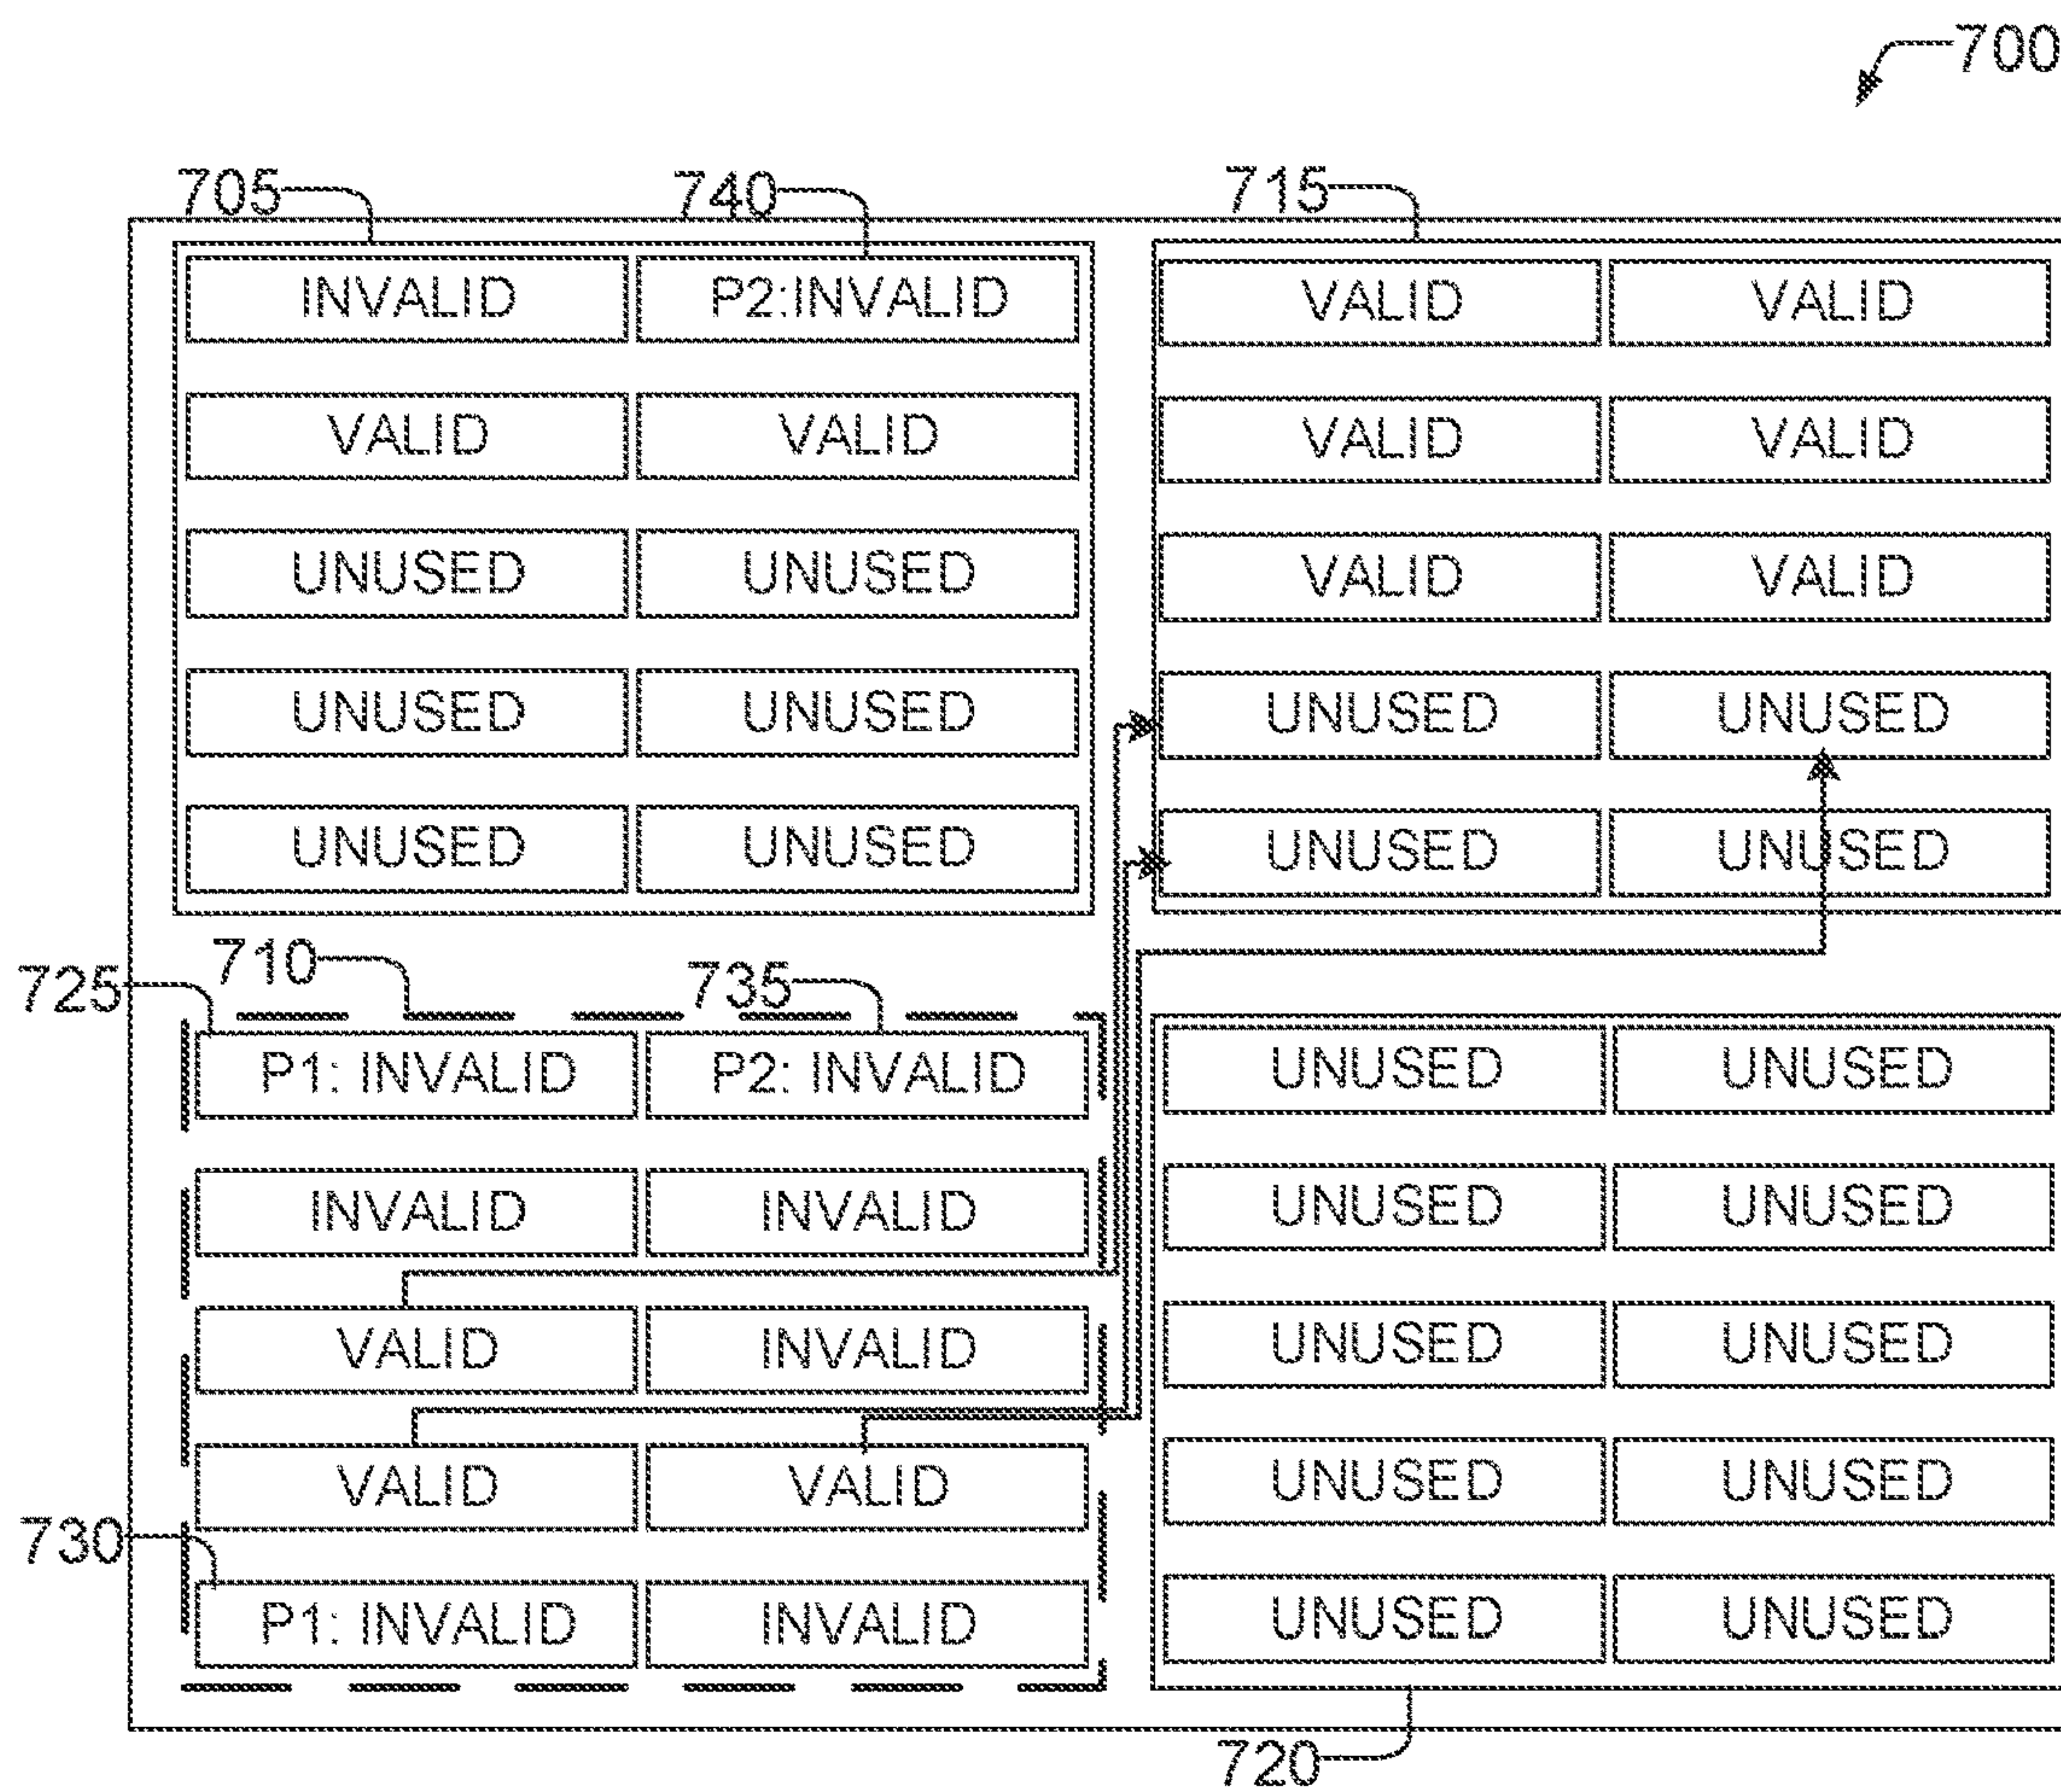 700
705 740 715
INVALID P2:INVALID VALID VALID
VALID VALID VALID VALID
UNUSED UNUSED VALID VALID
UNUSED UNUSED UNUSED UNUSED
UNUSED UNUSED UNUSED UNUSED
725 710 735
P1: INVALID P2: INVALID UNUSED UNUSED
INVALID INVALID UNUSED UNUSED
VALID INVALID UNUSED UNUSED
VALID VALID UNUSED UNUSED
730
P1: INVALID INVALID UNUSED UNUSED
720